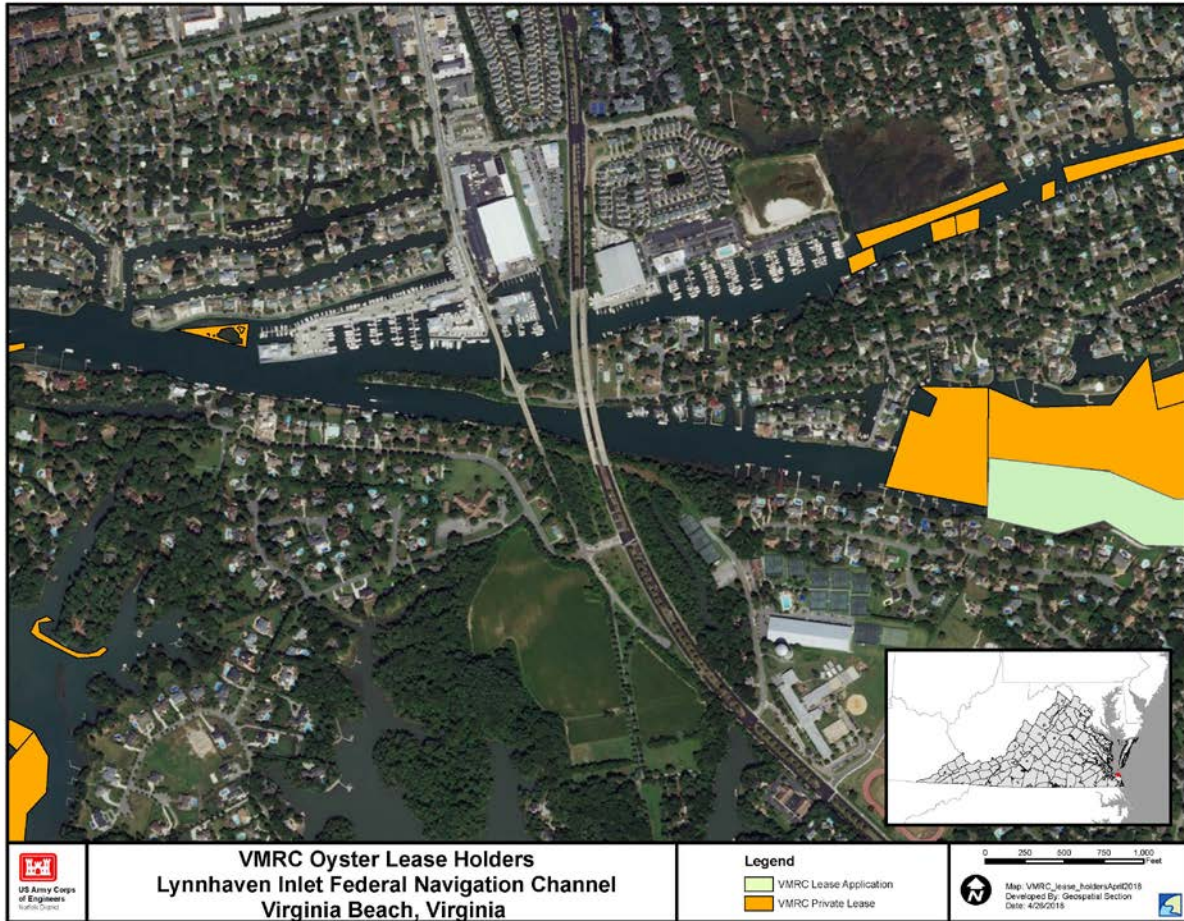 US Army Corps
of Engineers
Norfolk District
VMRC Oyster Lease Holders
Lynnhaven Inlet Federal Navigation Channel
Virginia Beach, Virginia
Legend
VMRC Lease Application
VMRC Private Lease
0 250 500 750 1,000
Feet
Map: VMRC_lease_holdersApril2018
Developed By: Geospatial Section
Date: 4/26/2018